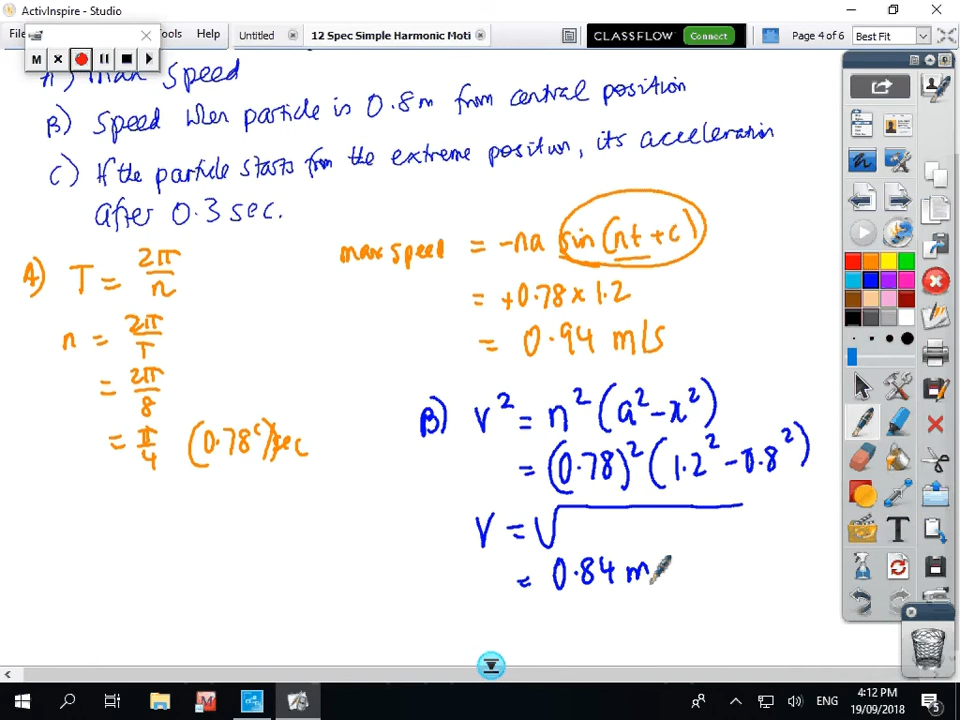 ActivInspire - Studio
Tools Help Untitled 12 Spec Simple Harmonic Moti CLASSFLOW Connect Page 4 of 6 Best Fit
M
A) Max Speed
B) Speed when particle is 0.8m from central position
C) If the particle starts from the extreme position, its acceleration
after 0.3 sec.
max speed = -na sin(nt+c)
= +0.78 × 1.2
= 0.94 m/s
A) T = 2π/n
n = 2π/T
= 2π/8
= π/4 (0.78ᶜ)/sec
B) v² = n²(a²-x²)
= (0.78)²(1.2²-0.8²)
V = √
= 0.84 m
T
ENG
4:12 PM
19/09/2018
5